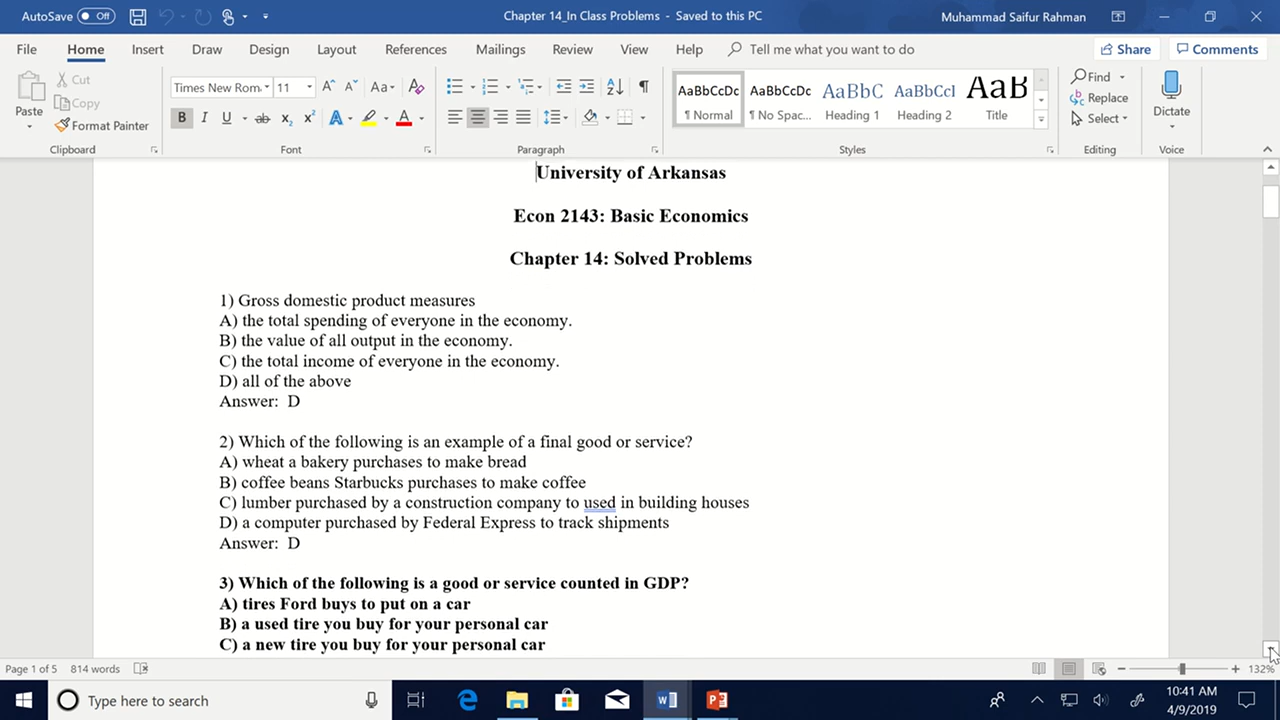 AutoSave Off Chapter 14_In Class Problems - Saved to this PC Muhammad Saifur Rahman
File Home Insert Draw Design Layout References Mailings Review View Help Tell me what you want to do Share Comments
Paste Cut Copy Format Painter
Times New Rom 11 Aa
AaBbCcDc AaBbCcDc AaBbC AaBbCcI AaB
¶ Normal ¶ No Spac... Heading 1 Heading 2 Title
Find Replace Select
Dictate
Clipboard Font Paragraph Styles Editing Voice
University of Arkansas
Econ 2143: Basic Economics
Chapter 14: Solved Problems
1) Gross domestic product measures
A) the total spending of everyone in the economy.
B) the value of all output in the economy.
C) the total income of everyone in the economy.
D) all of the above
Answer: D
2) Which of the following is an example of a final good or service?
A) wheat a bakery purchases to make bread
B) coffee beans Starbucks purchases to make coffee
C) lumber purchased by a construction company to used in building houses
D) a computer purchased by Federal Express to track shipments
Answer: D
3) Which of the following is a good or service counted in GDP?
A) tires Ford buys to put on a car
B) a used tire you buy for your personal car
C) a new tire you buy for your personal car
Page 1 of 5 814 words 132%
Type here to search 10:41 AM
4/9/2019